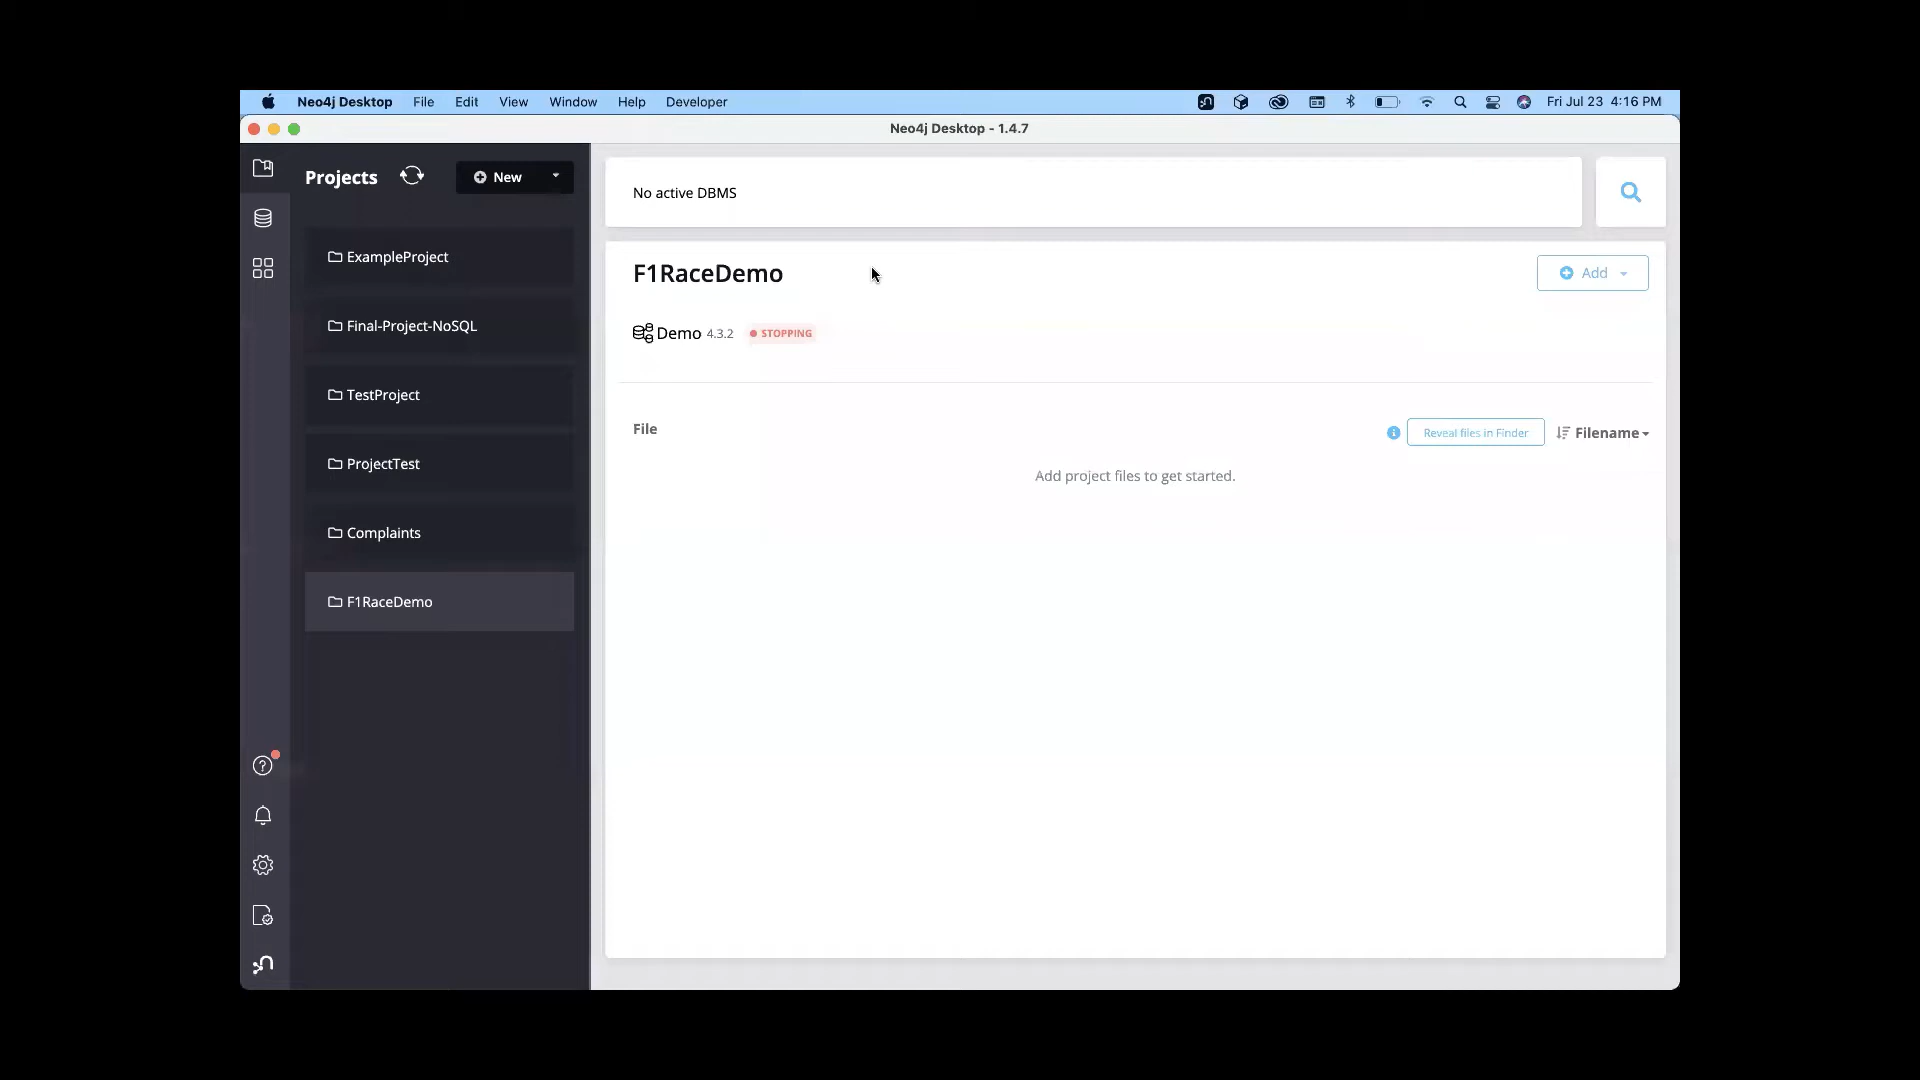 Neo4j Desktop File Edit View Window Help Developer Fri Jul 23 4:16 PM
Neo4j Desktop - 1.4.7
Projects
New
ExampleProject
Final-Project-NoSQL
TestProject
ProjectTest
Complaints
F1RaceDemo
No active DBMS
F1RaceDemo
Add
Demo 4.3.2 STOPPING
File
Reveal files in Finder
Filename
Add project files to get started.